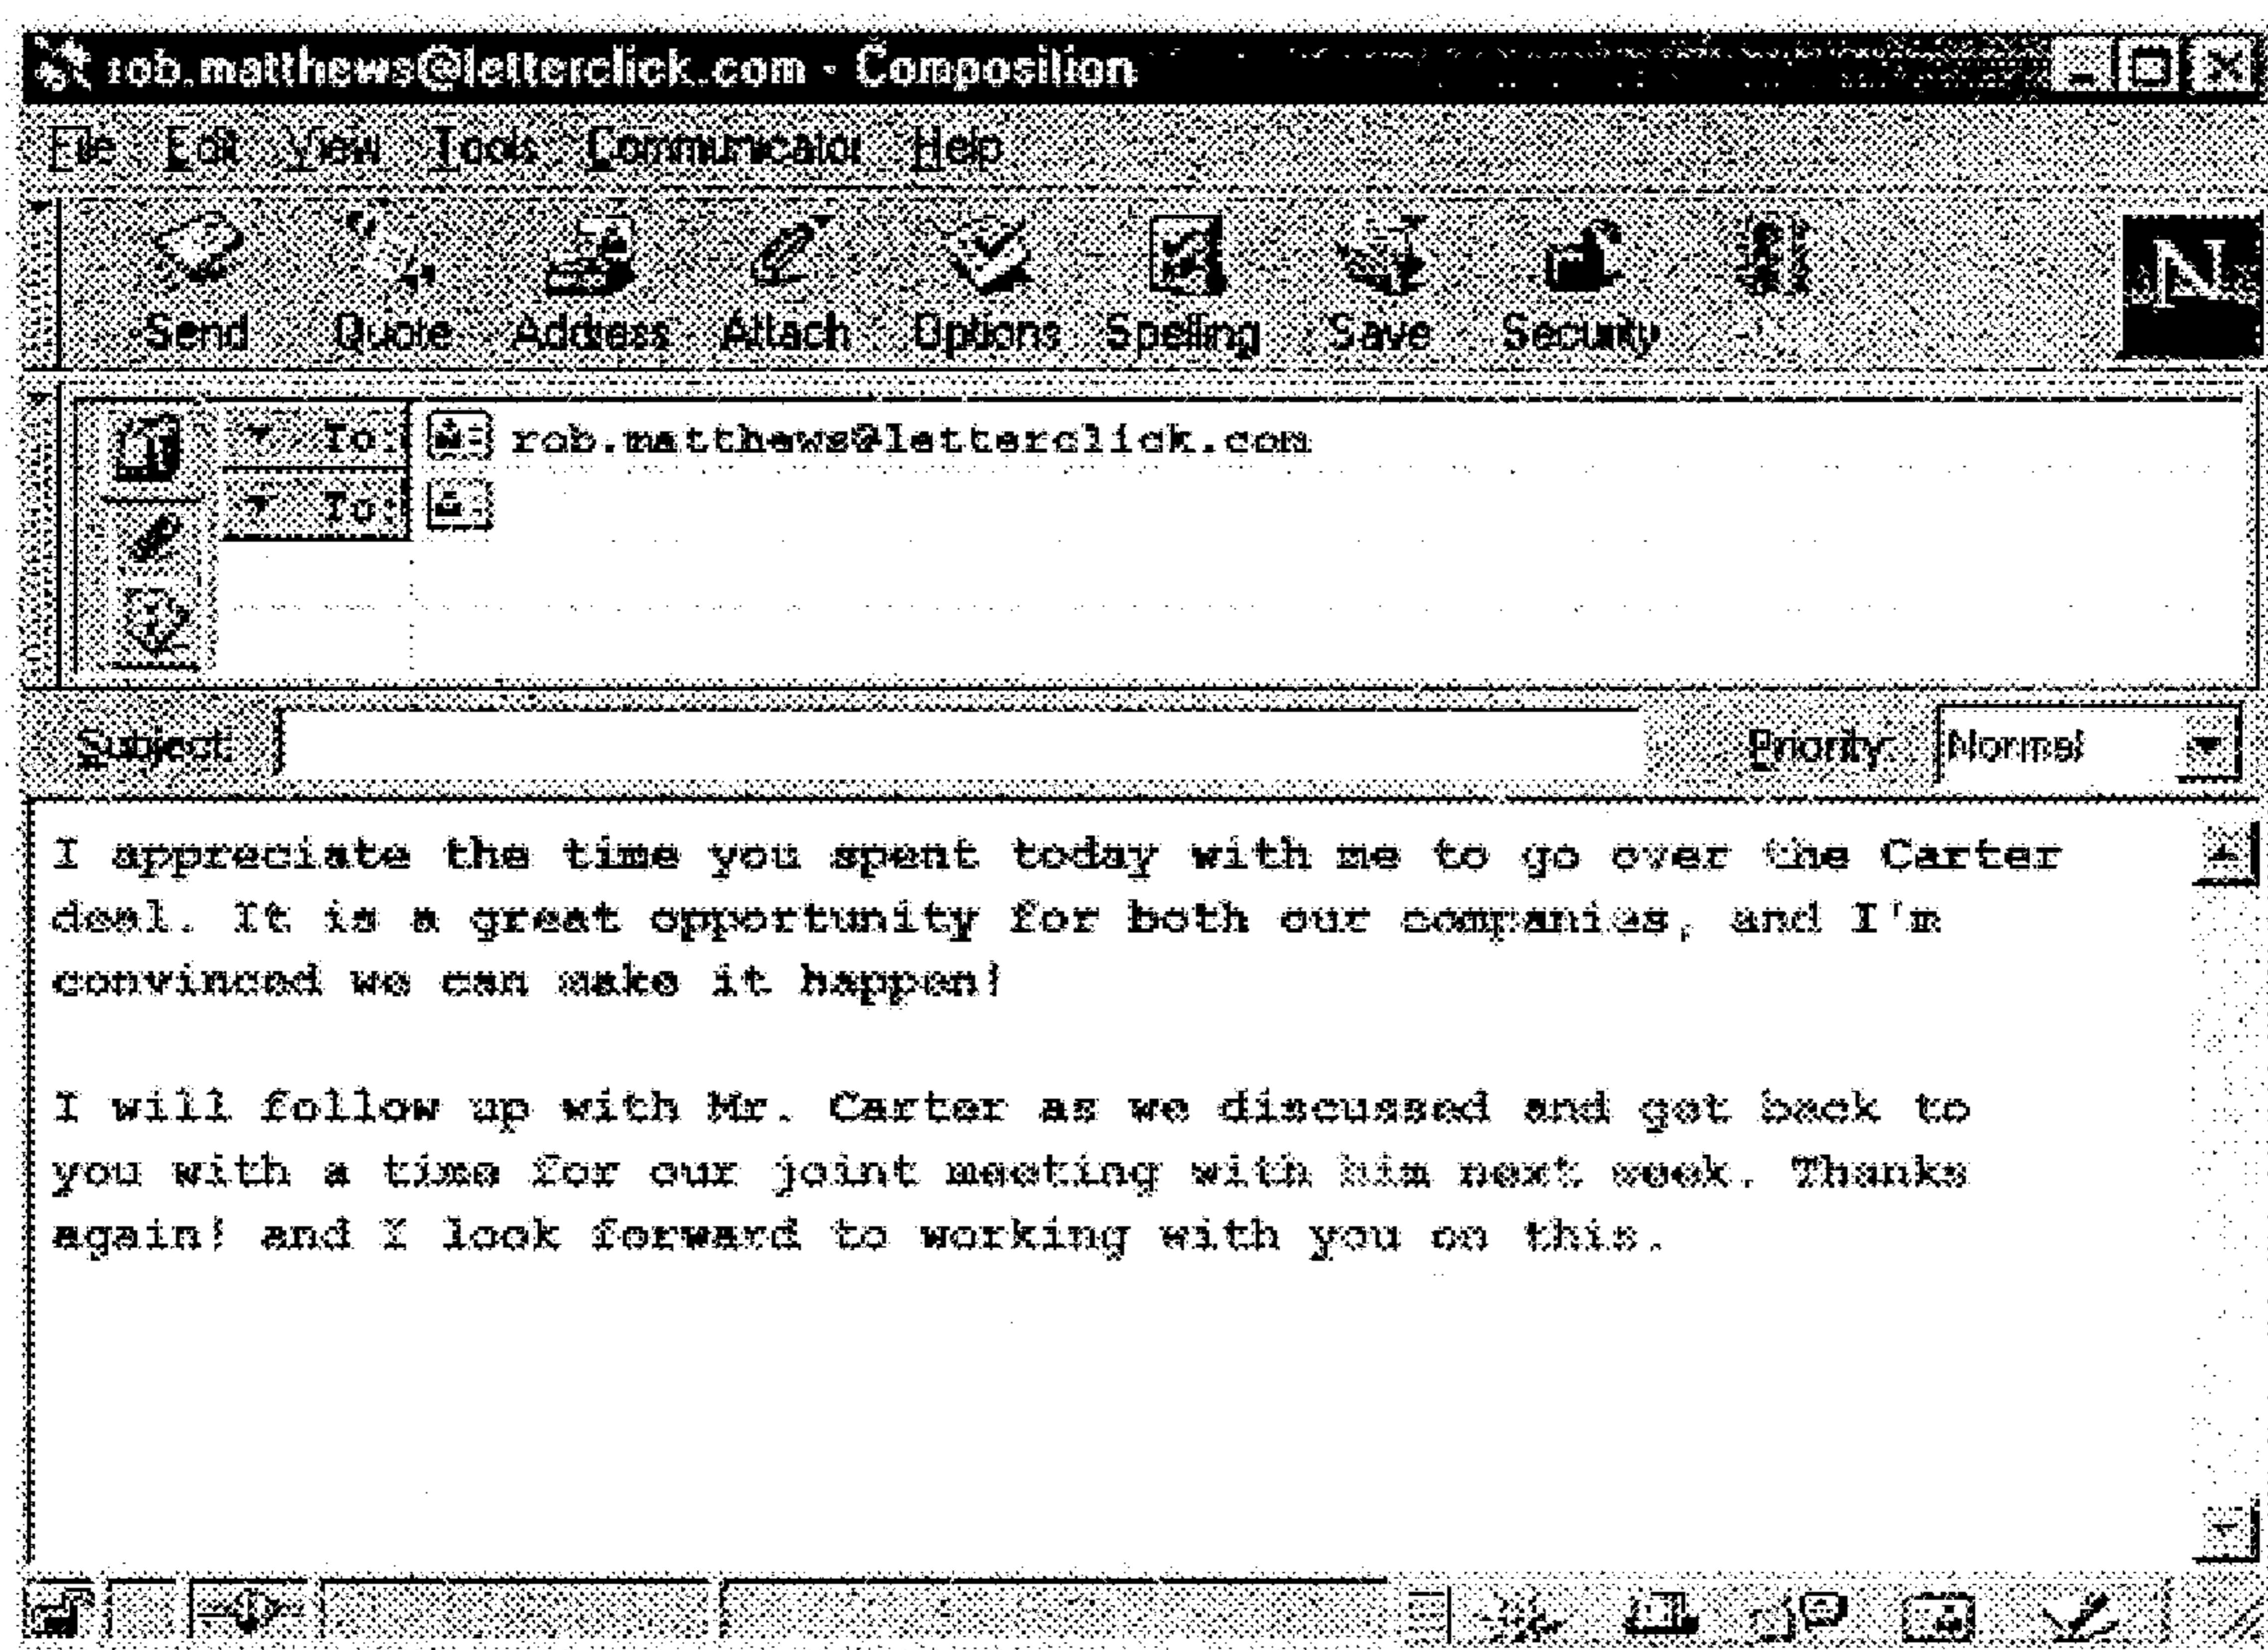 rob.matthews@letterclick.com - Composition
File Edit View Tools Communicator Help
N
Send Quote Address Attach Options Spelling Save Security
To: rob.matthews@letterclick.com
To:
Subject: Priority: Normal
I appreciate the time you spent today with me to go over the Carter
deal. It is a great opportunity for both our companies, and I'm
convinced we can make it happen!
I will follow up with Mr. Carter as we discussed and get back to
you with a time for our joint meeting with him next week. Thanks
again! and I look forward to working with you on this.